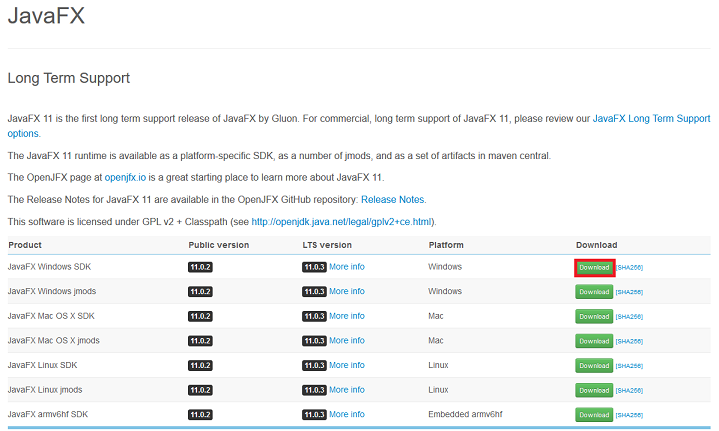 JavaFX
Long Term Support
JavaFX 11 is the first long term support release of JavaFX by Gluon. For commercial, long term support of JavaFX 11, please review our JavaFX Long Term Support
options.
The JavaFX 11 runtime is available as a platform-specific SDK, as a number of jmods, and as a set of artifacts in maven central.
The OpenJFX page at openjfx.io is a great starting place to learn more about JavaFX 11.
The Release Notes for JavaFX 11 are available in the OpenJFX GitHub repository: Release Notes.
This software is licensed under GPL v2 + Classpath (see http://openjdk.java.net/legal/gplv2+ce.html).
Product Public version LTS version Platform Download
JavaFX Windows SDK 11.0.2 11.0.3 More info Windows Download [SHA256]
JavaFX Windows jmods 11.0.2 11.0.3 More info Windows Download [SHA256]
JavaFX Mac OS X SDK 11.0.2 11.0.3 More info Mac Download [SHA256]
JavaFX Mac OS X jmods 11.0.2 11.0.3 More info Mac Download [SHA256]
JavaFX Linux SDK 11.0.2 11.0.3 More info Linux Download [SHA256]
JavaFX Linux jmods 11.0.2 11.0.3 More info Linux Download [SHA256]
JavaFX armv6hf SDK 11.0.2 11.0.3 More info Embedded armv6hf Download [SHA256]